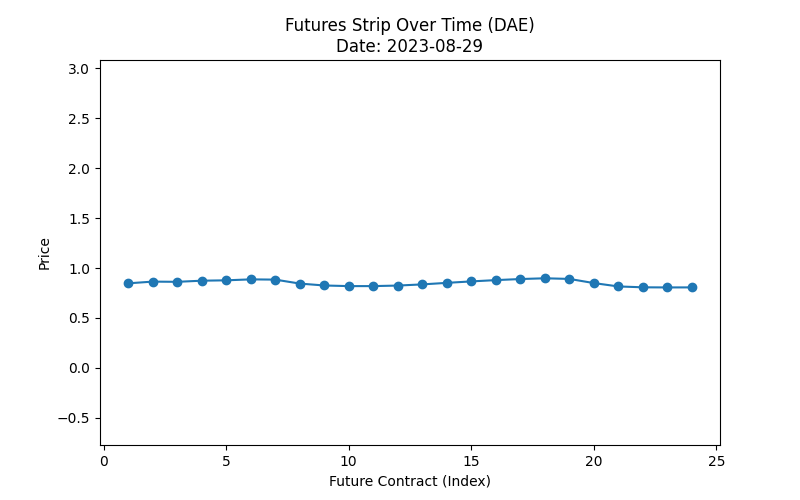 Futures Strip Over Time (DAE)
Date: 2023-08-29
3.0
2.5
2.0
1.5
1.0
0.5
0.0
−0.5
Price
0 5 10 15 20 25
Future Contract (Index)